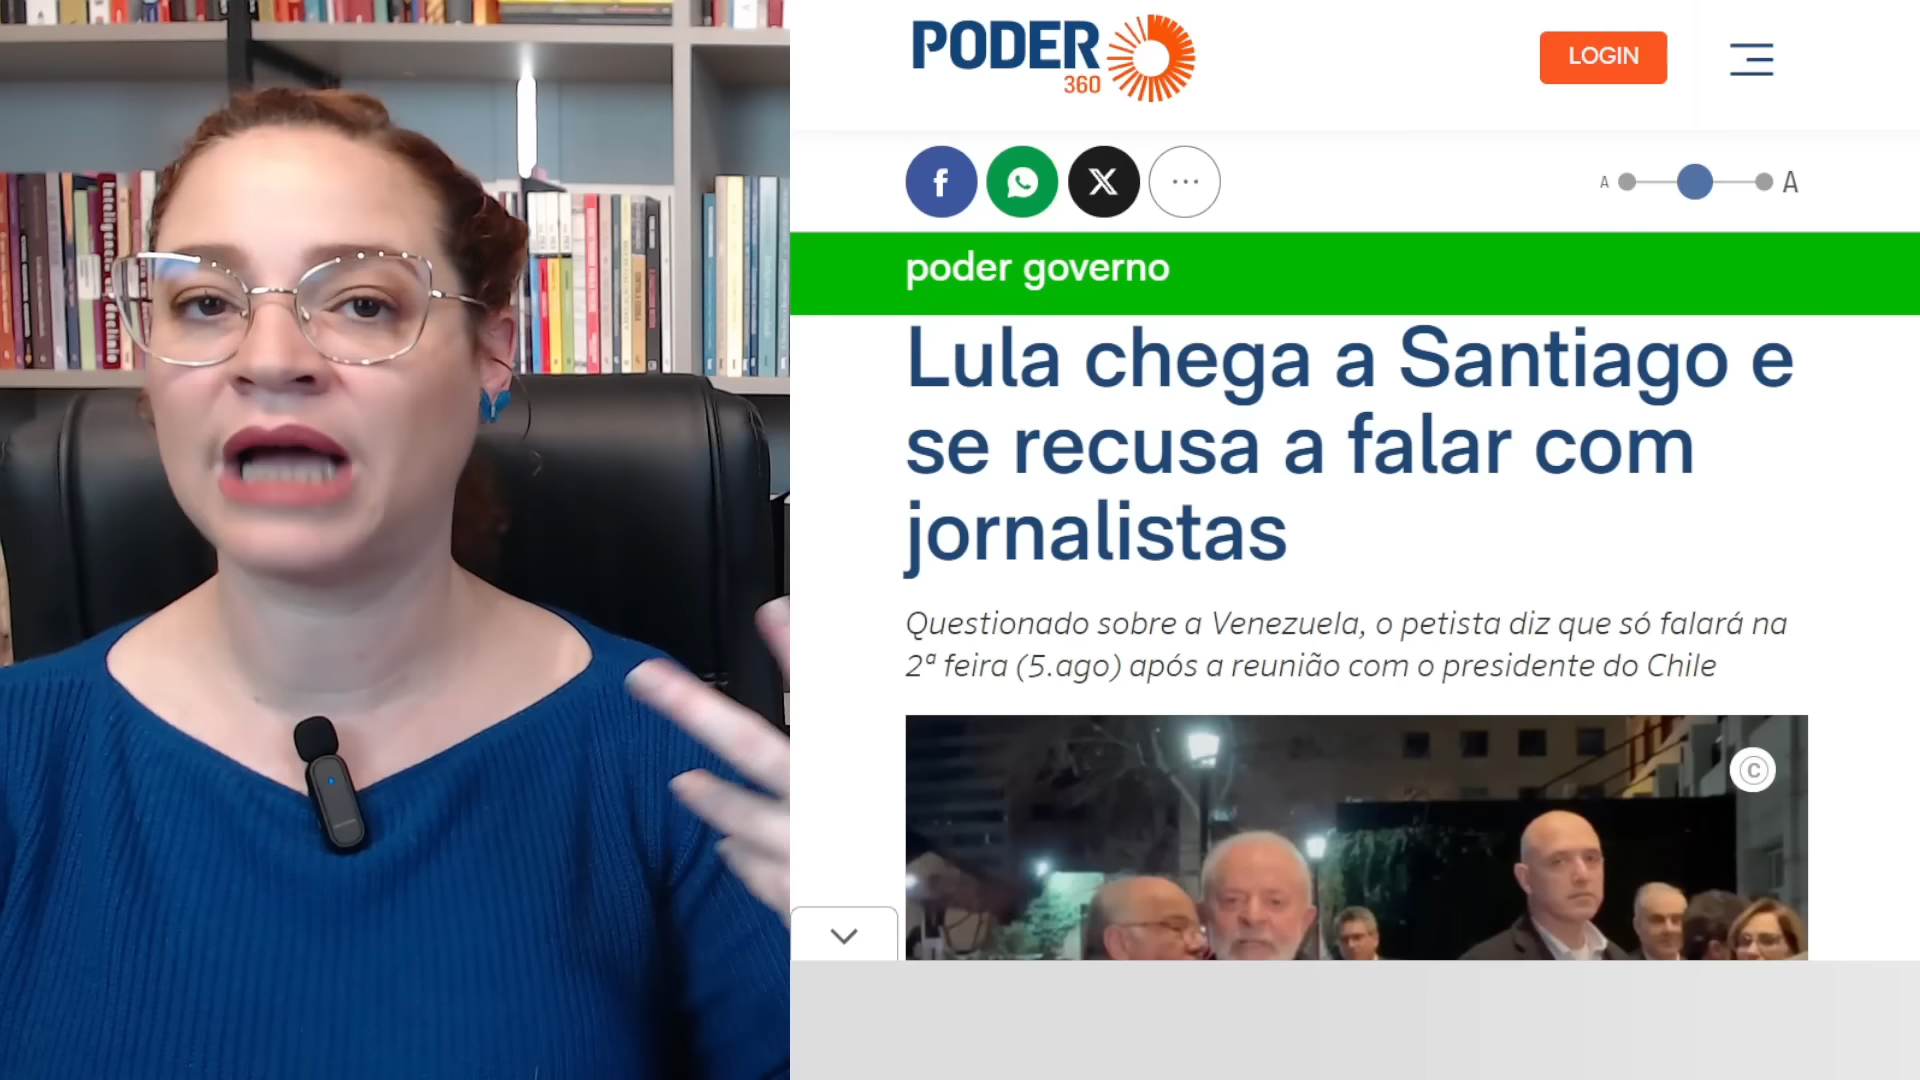 PODER
360
LOGIN
A A
poder governo
Lula chega a Santiago e
se recusa a falar com
jornalistas
Questionado sobre a Venezuela, o petista diz que só falará na
2ª feira (5.ago) após a reunião com o presidente do Chile
©